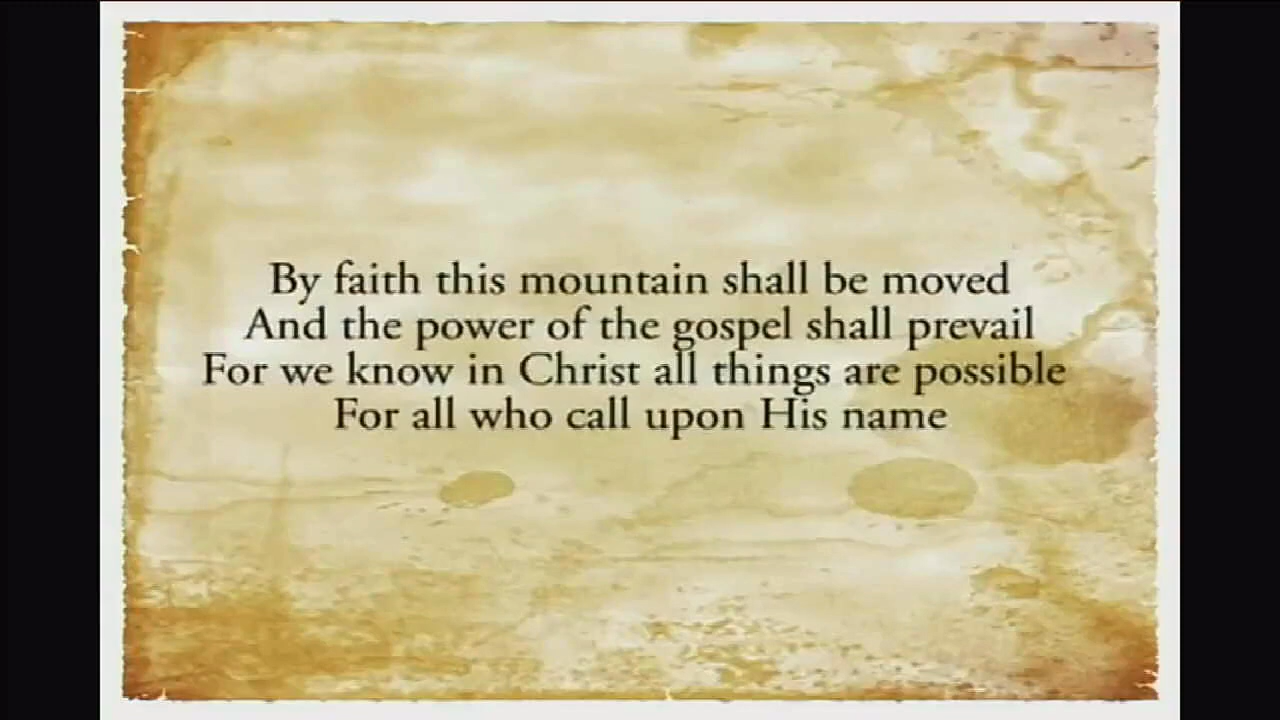 By faith this mountain shall be moved
And the power of the gospel shall prevail
For we know in Christ all things are possible
For all who call upon His name